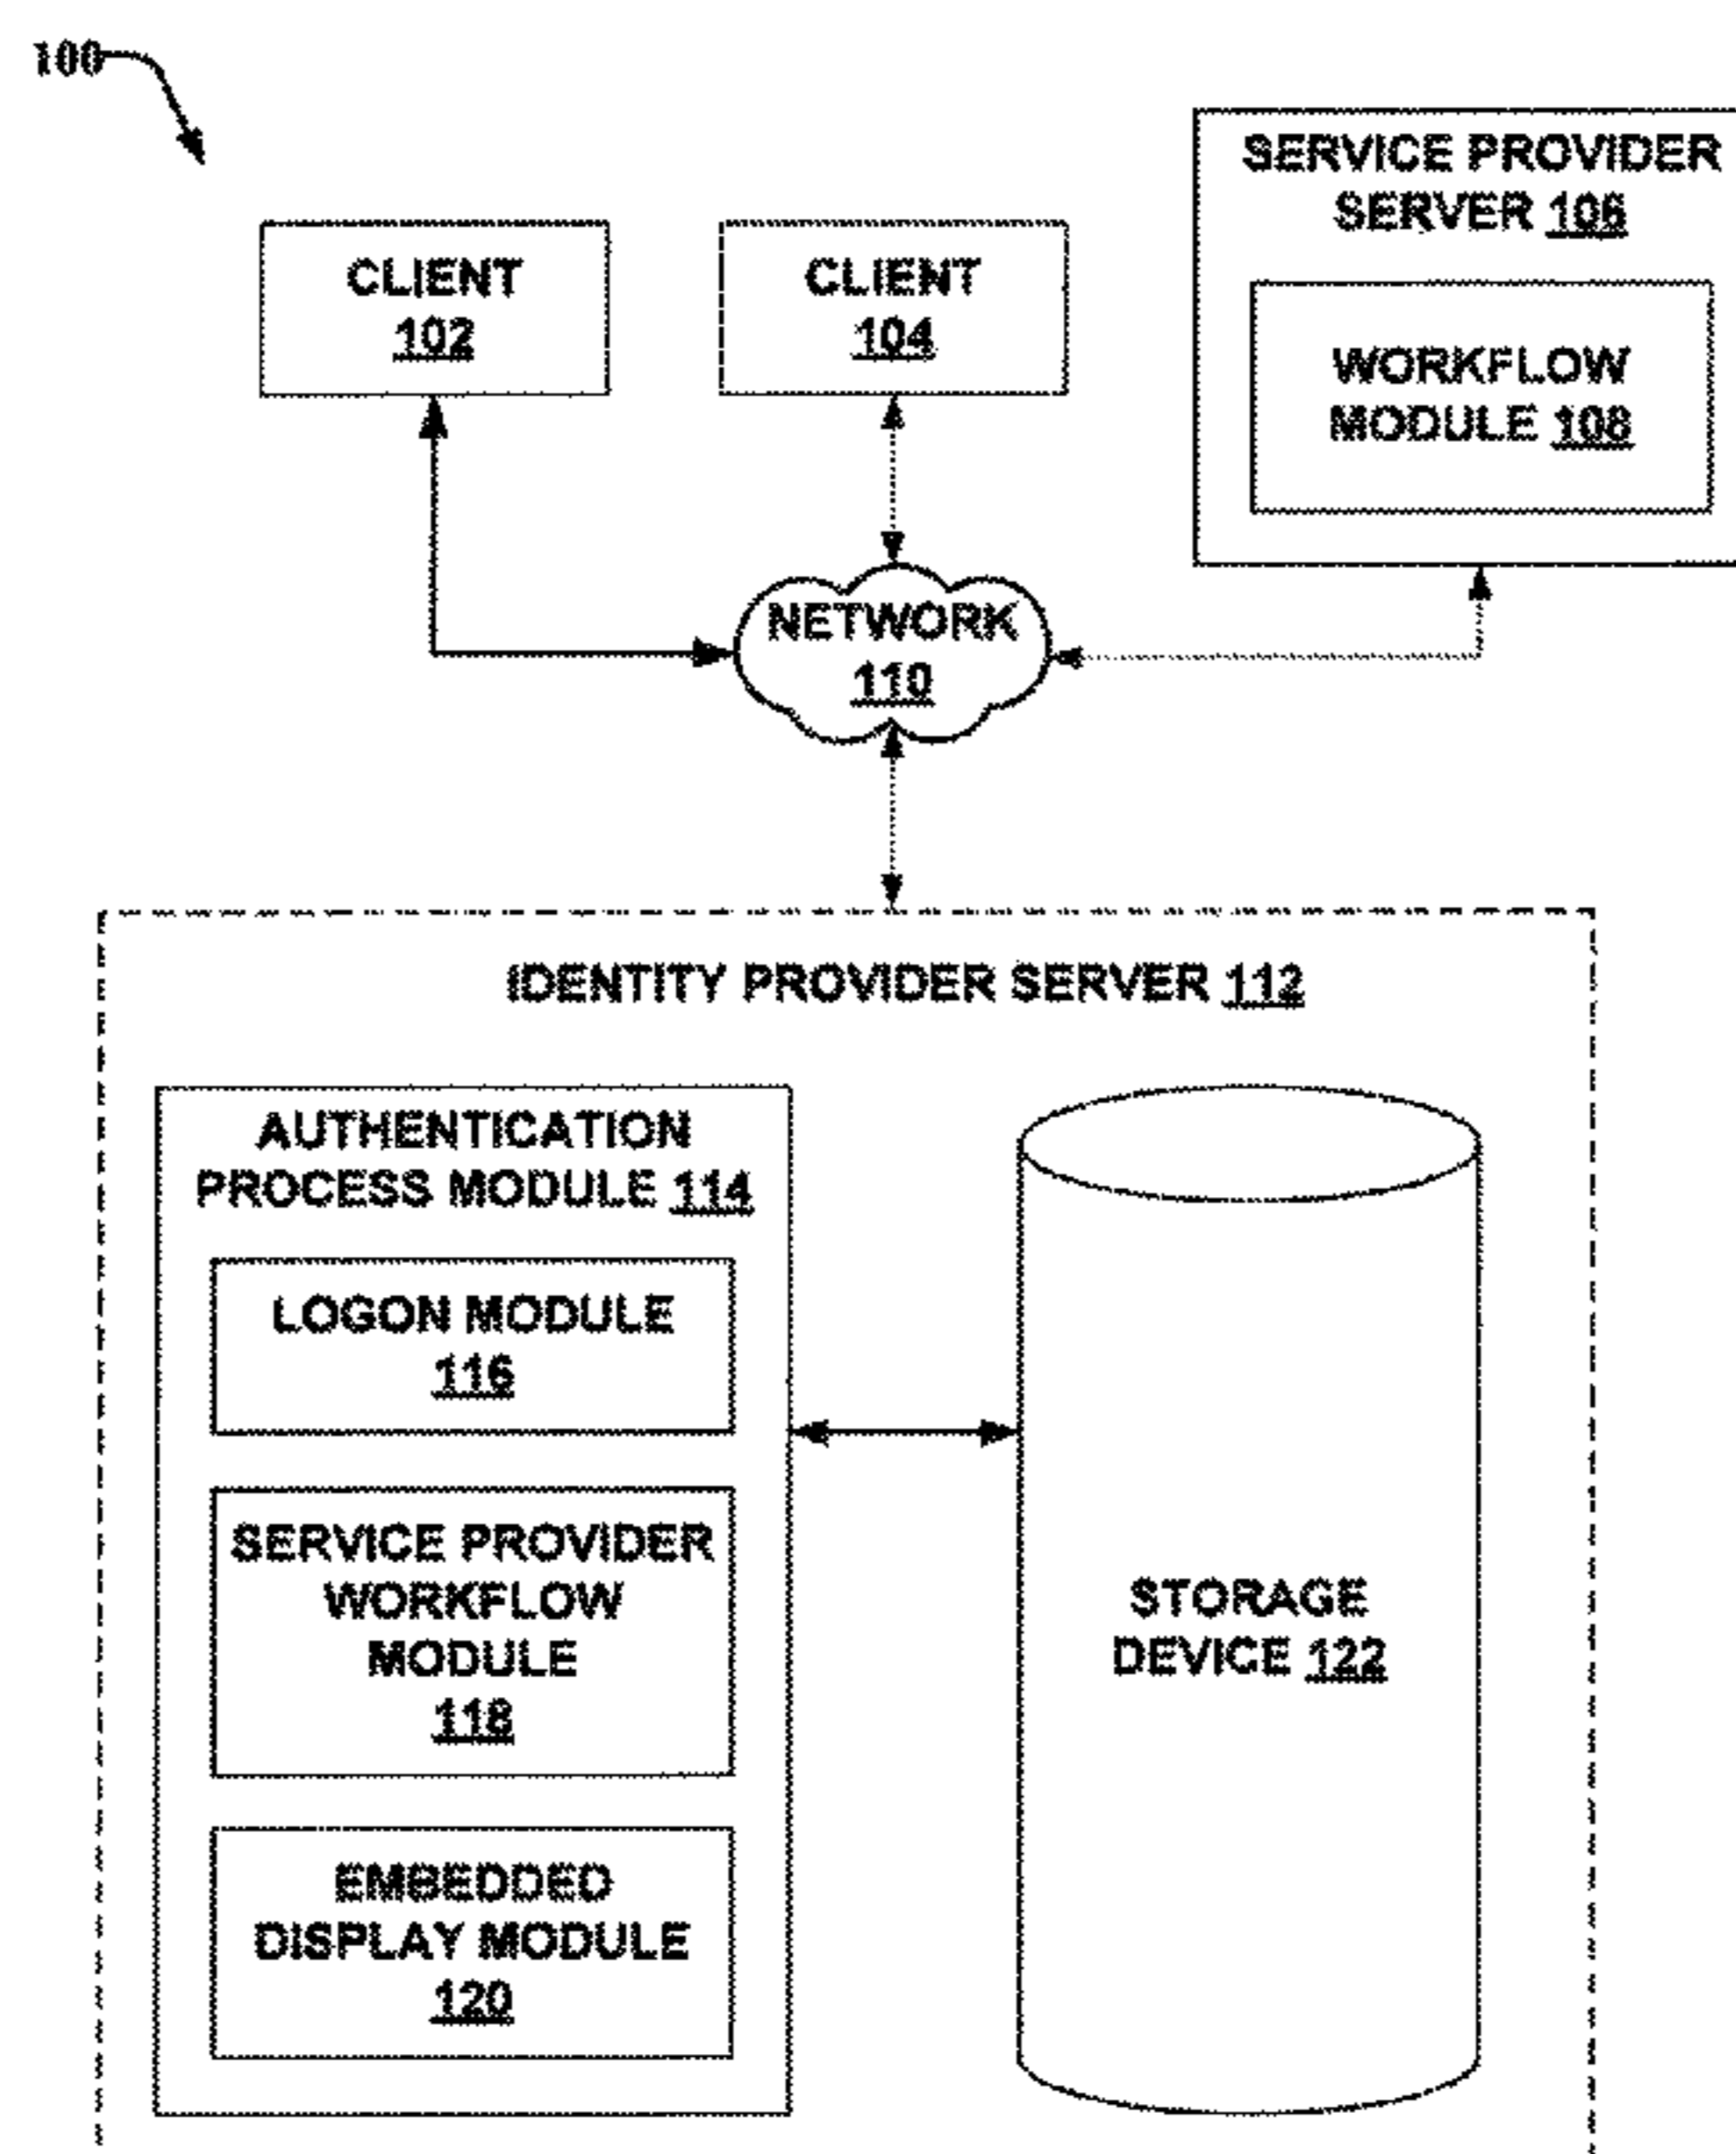 100
SERVICE PROVIDER
SERVER 106
CLIENT
102
CLIENT
104
WORKFLOW
MODULE 108
NETWORK
110
IDENTITY PROVIDER SERVER 112
AUTHENTICATION
PROCESS MODULE 114
LOGON MODULE
116
SERVICE PROVIDER
WORKFLOW
MODULE
118
EMBEDDED
DISPLAY MODULE
120
STORAGE
DEVICE 122